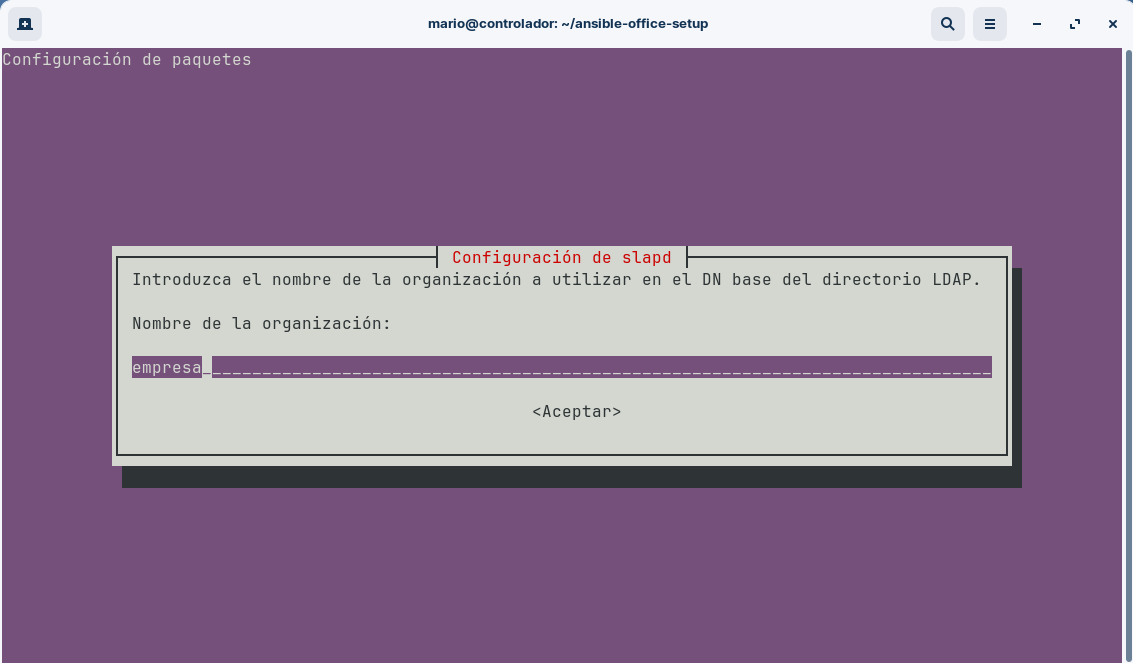 mario@controlador: ~/ansible-office-setup
Configuración de paquetes
Configuración de slapd
Introduzca el nombre de la organización a utilizar en el DN base del directorio LDAP.
Nombre de la organización:
empresa_______________________________________________________________________________
<Aceptar>